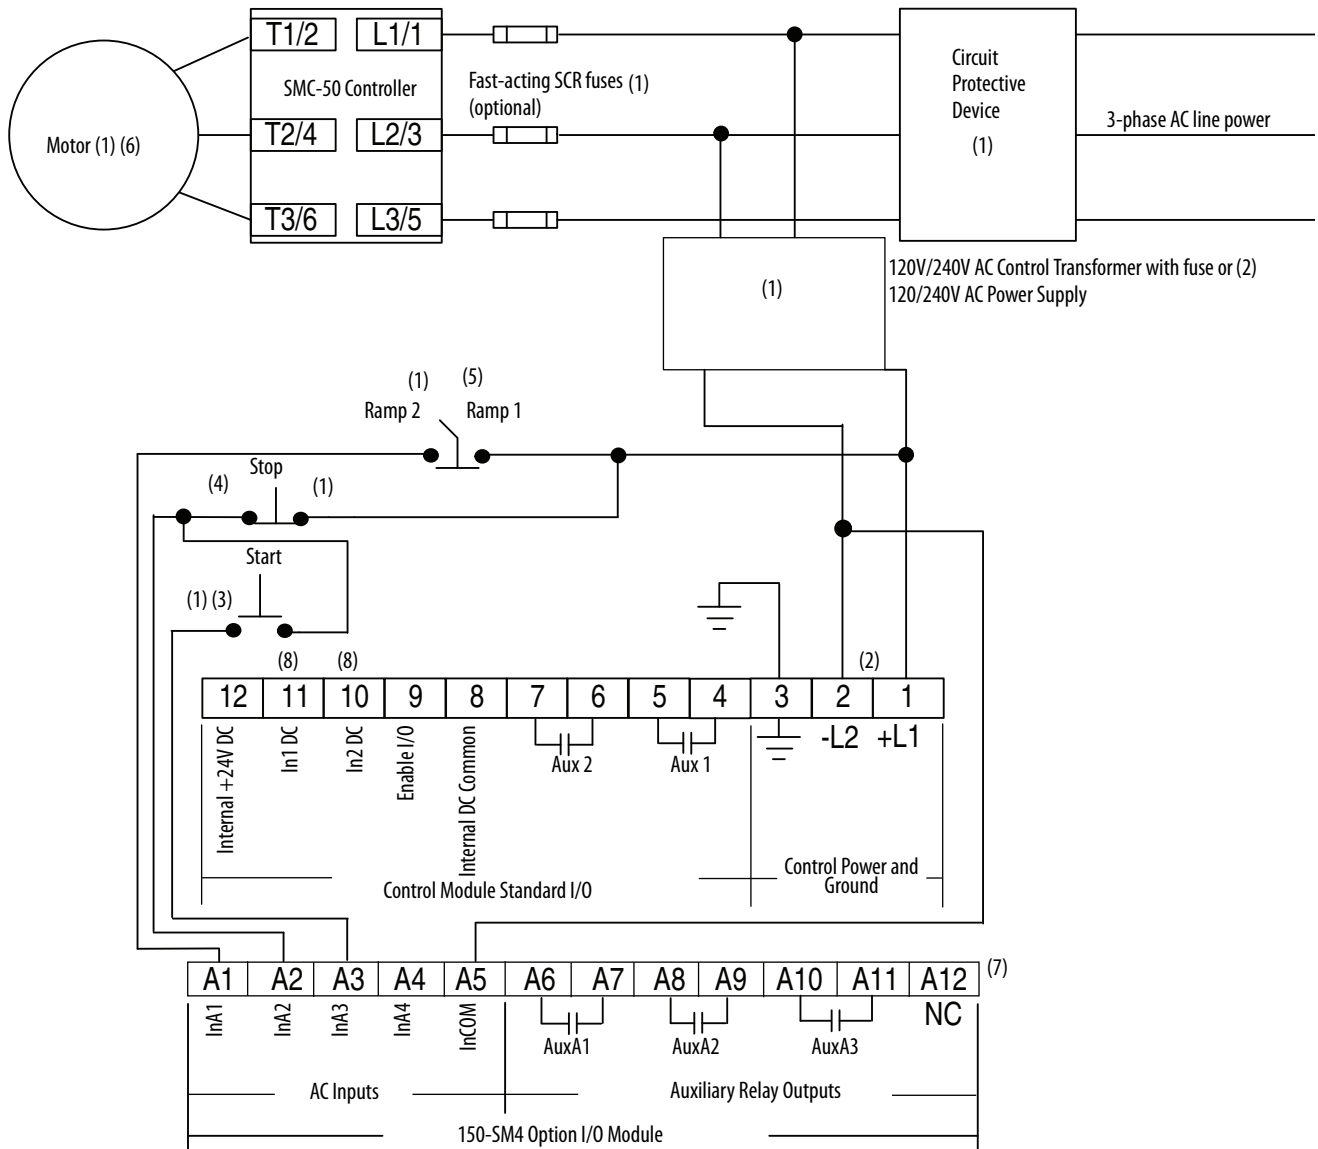 T1/2 L1/1
SMC-50 Controller
T2/4 L2/3
T3/6 L3/5
Motor (1) (6)
Fast-acting SCR fuses (1)
(optional)
Circuit
Protective
Device
(1)
3-phase AC line power
(1)
120V/240V AC Control Transformer with fuse or (2)
120/240V AC Power Supply
(1) (5)
Ramp 2 Ramp 1
Stop
(4) (1)
Start
(1) (3)
(8) (8) (2)
12 11 10 9 8 7 6 5 4 3 2 1
-L2 +L1
Internal +24V DC
In1 DC
In2 DC
Enable I/O
Internal DC Common
Aux 2
Aux 1
Control Module Standard I/O
Control Power and
Ground
A1 A2 A3 A4 A5 A6 A7 A8 A9 A10 A11 A12 (7)
InA1
InA2
InA3
InA4
InCOM
AuxA1
AuxA2
AuxA3
NC
AC Inputs
Auxiliary Relay Outputs
150-SM4 Option I/O Module